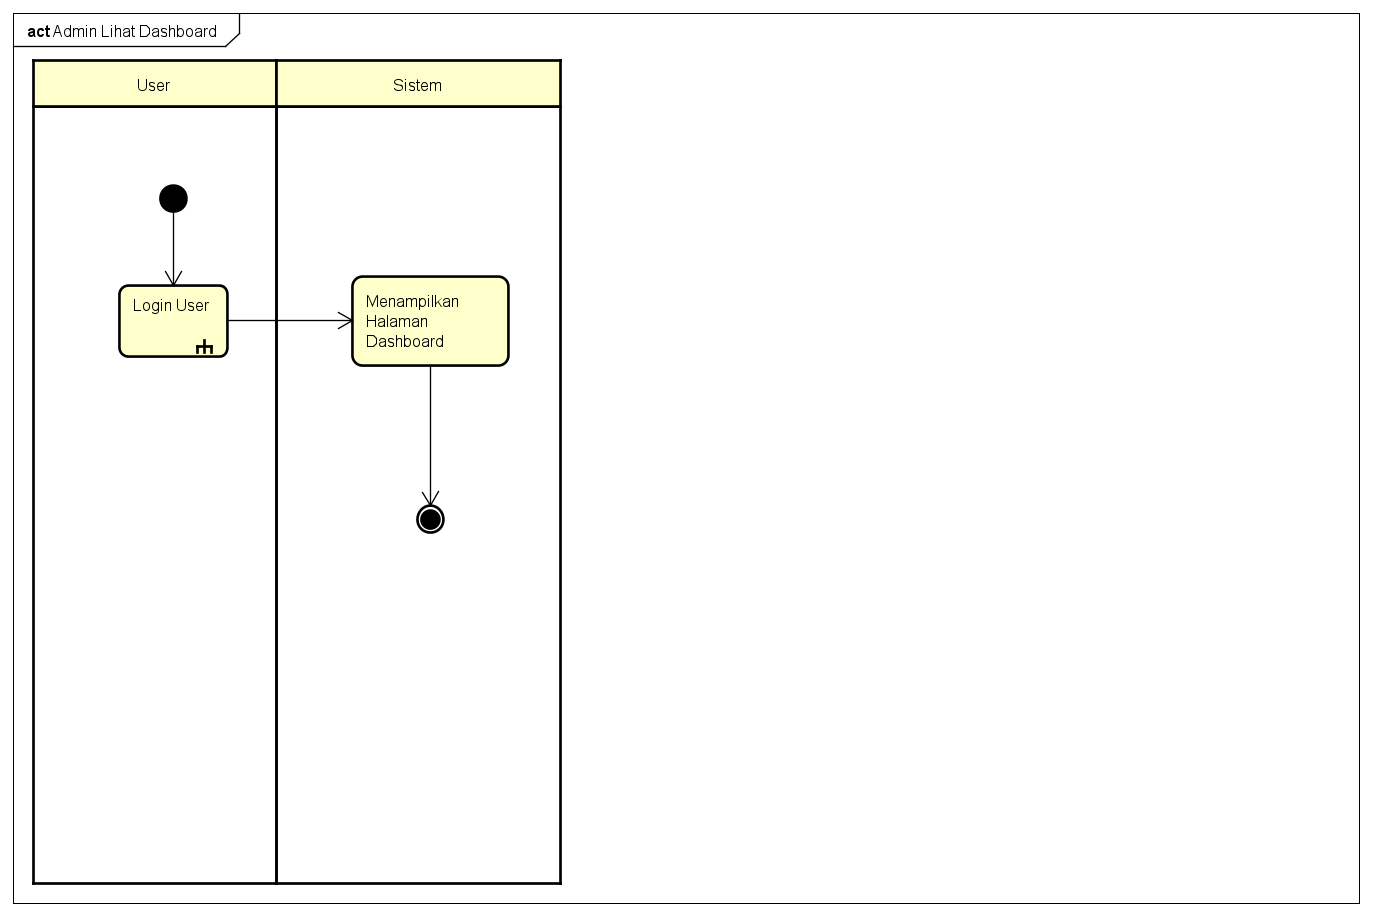 act Admin Lihat Dashboard
User
Sistem
Login User
Menampilkan
Halaman
Dashboard